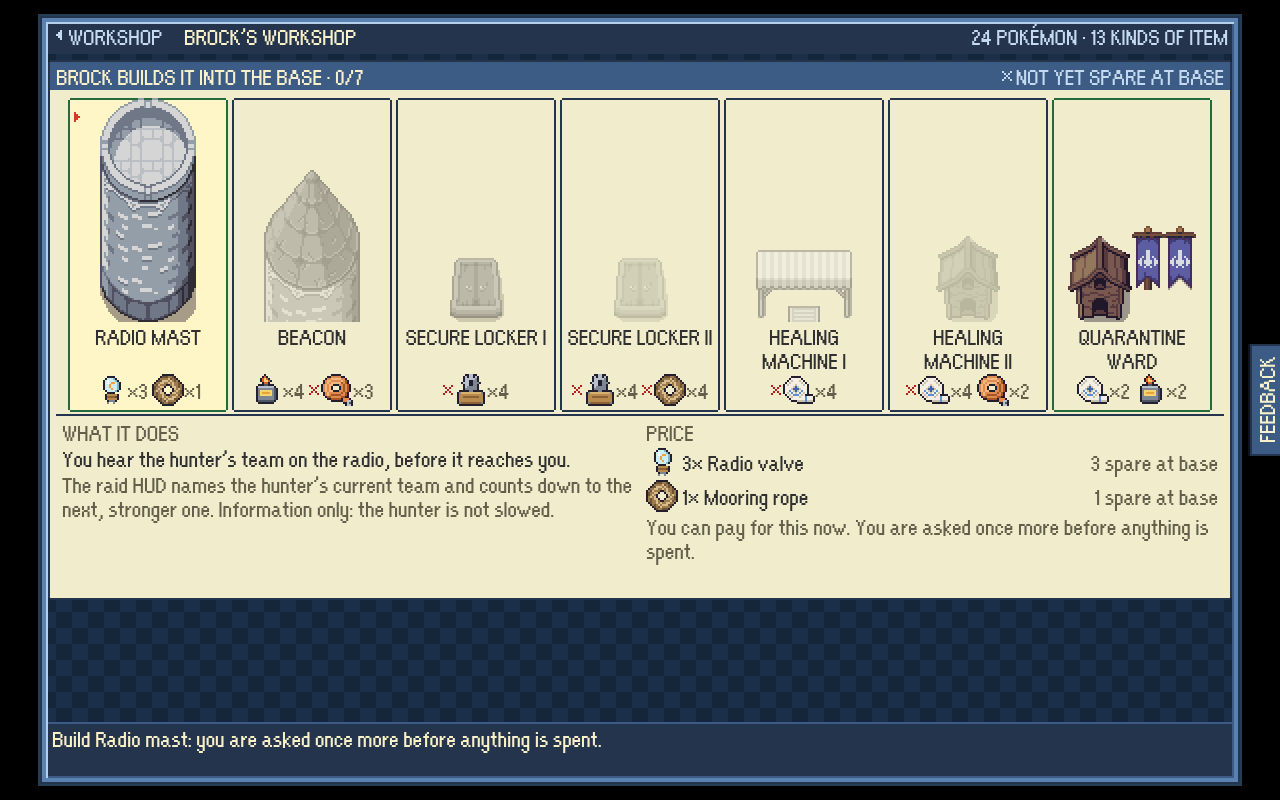 WORKSHOP BROCK'S WORKSHOP 24 POKÉMON · 13 KINDS OF ITEM
BROCK BUILDS IT INTO THE BASE · 0/7 ×NOT YET SPARE AT BASE
RADIO MAST
×3 ×1
BEACON
×4 ××3
SECURE LOCKER I
× ×4
SECURE LOCKER II
× ×4 × ×4
HEALING
MACHINE I
× ×4
HEALING
MACHINE II
× ×4 ×2
QUARANTINE
WARD
×2 ×2
WHAT IT DOES
You hear the hunter's team on the radio, before it reaches you.
The raid HUD names the hunter's current team and counts down to the
next, stronger one. Information only: the hunter is not slowed.
PRICE
3× Radio valve 3 spare at base
1× Mooring rope 1 spare at base
You can pay for this now. You are asked once more before anything is
spent.
Build Radio mast: you are asked once more before anything is spent.
FEEDBACK